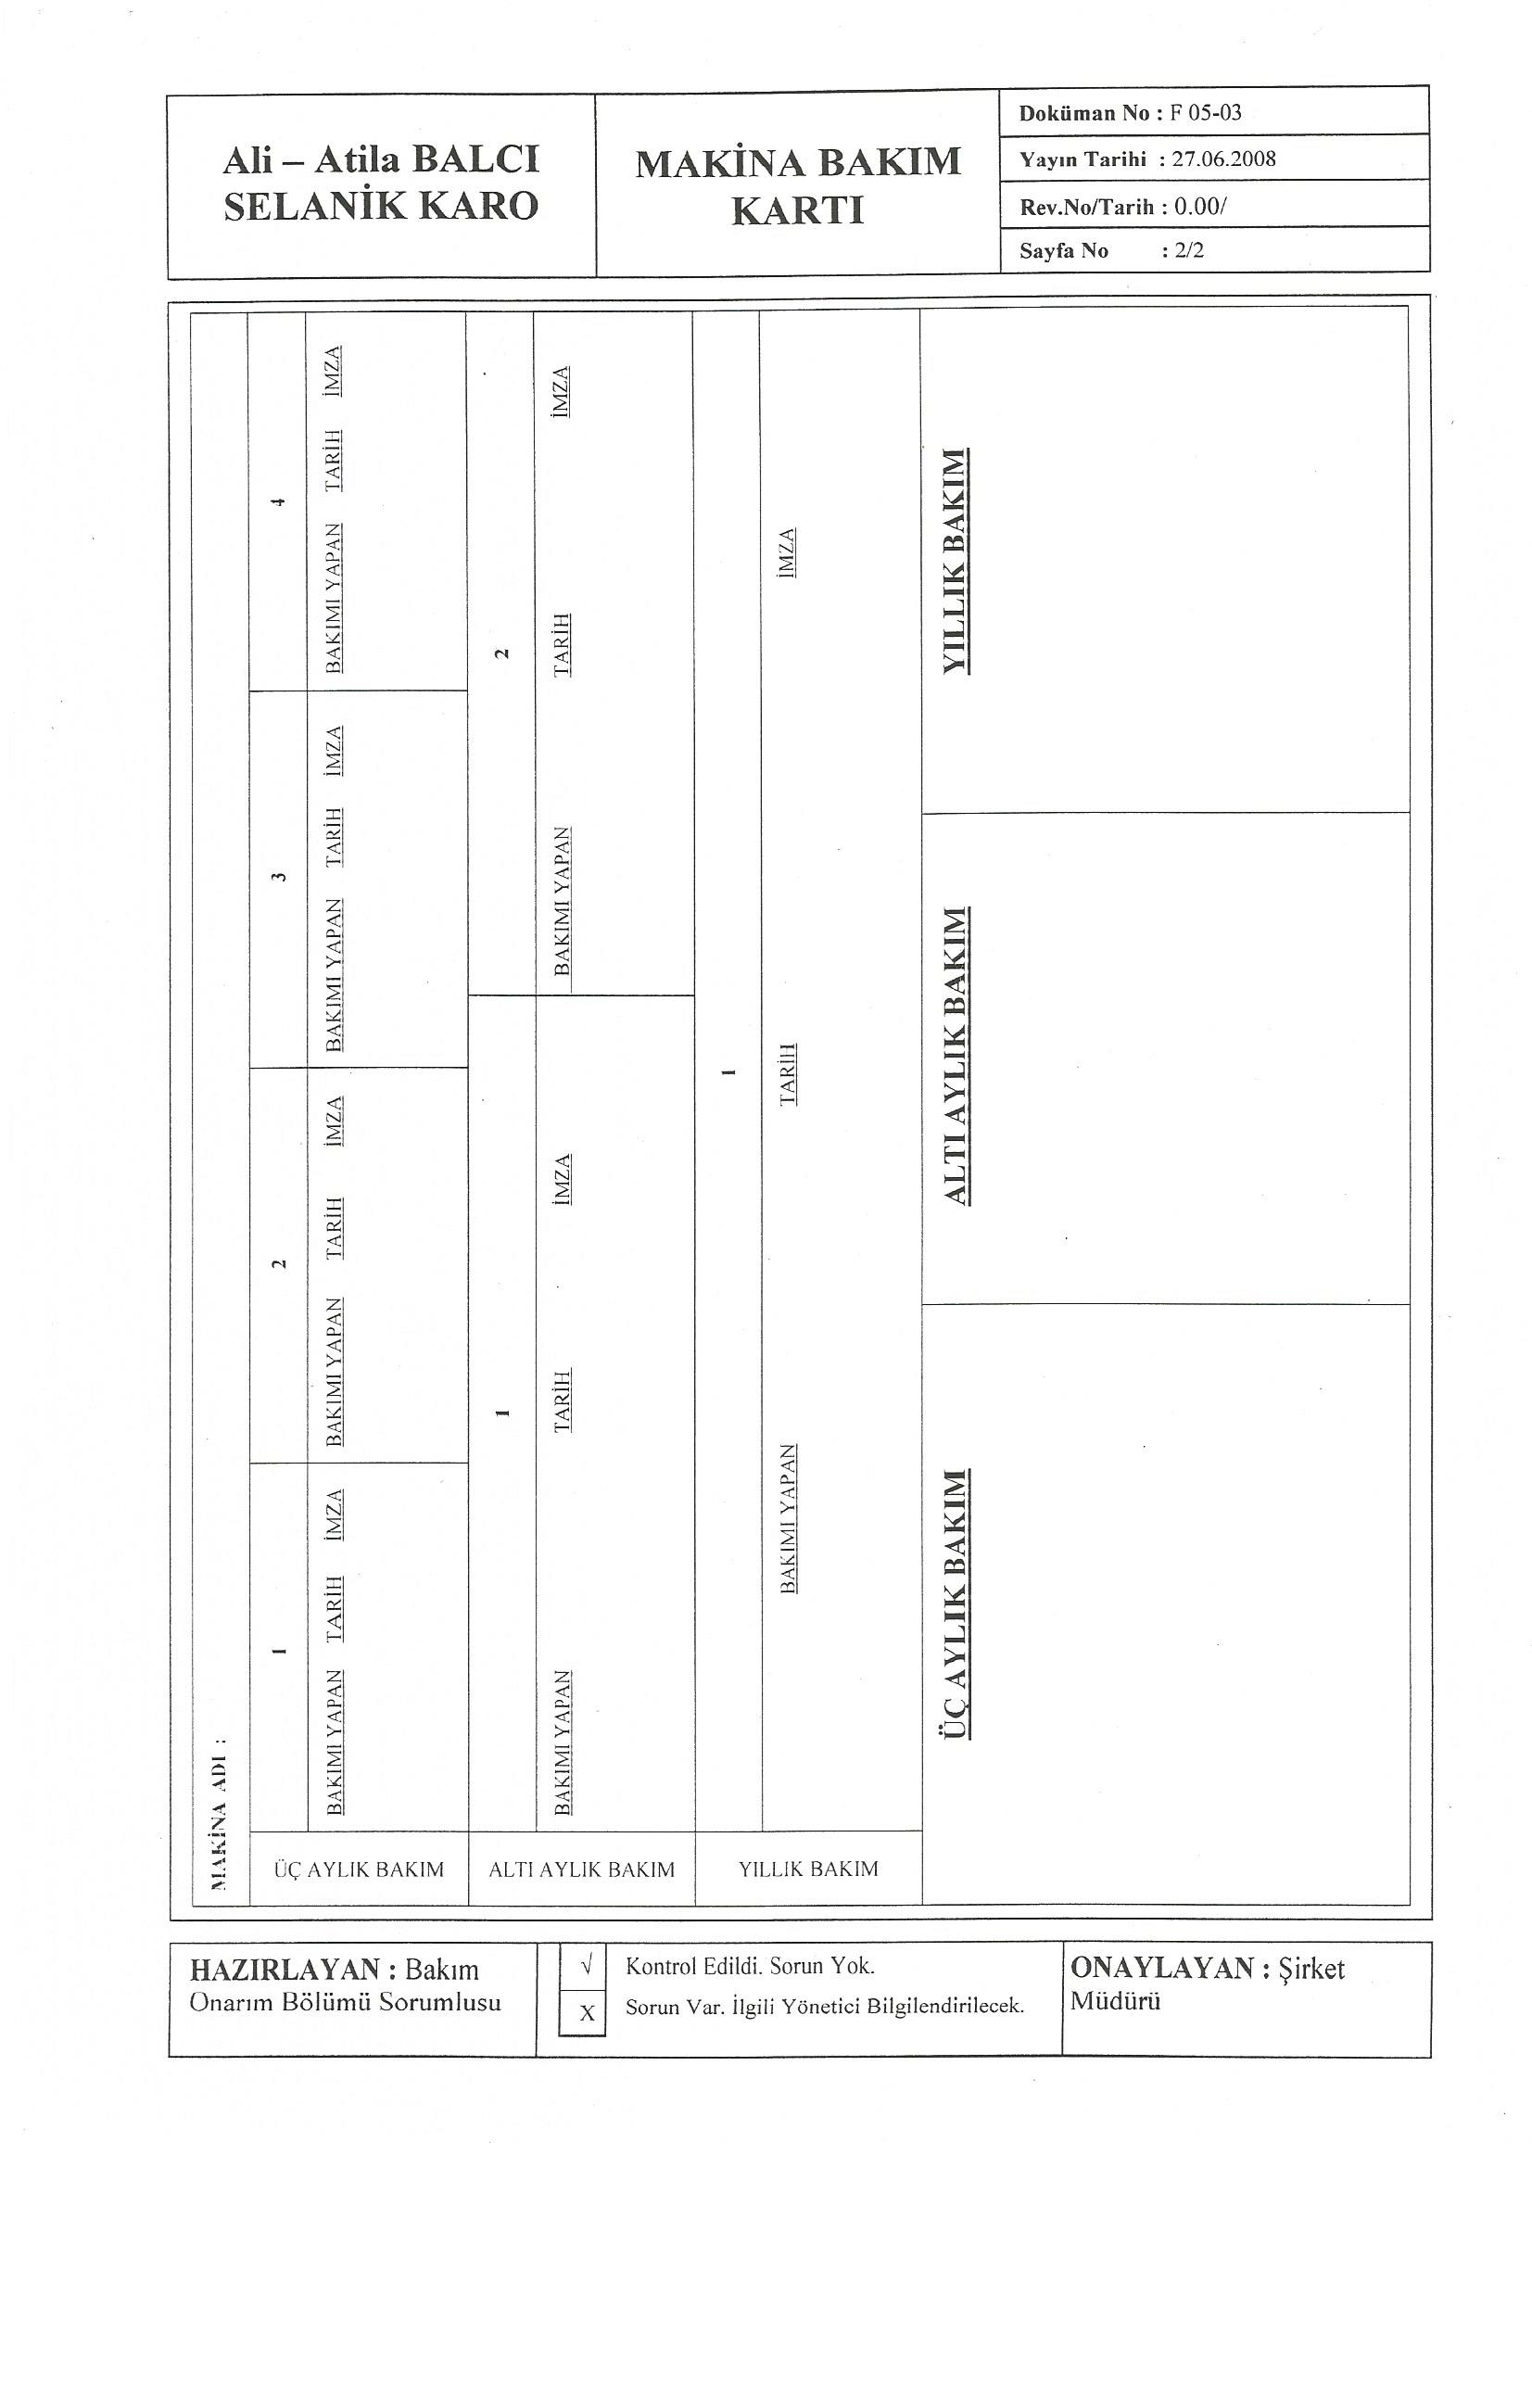 Ali – Atila BALCI
SELANİK KARO
MAKİNA BAKIM
KARTI
Doküman No : F 05-03
Yayın Tarihi : 27.06.2008
Rev.No/Tarih : 0.00/
Sayfa No : 2/2
MAKİNA ADI :
ÜÇ AYLIK BAKIM
1
BAKIMI YAPAN TARİH İMZA
2
BAKIMI YAPAN TARİH İMZA
3
BAKIMI YAPAN TARİH İMZA
4
BAKIMI YAPAN TARİH İMZA
ALTI AYLIK BAKIM
1
BAKIMI YAPAN TARİH İMZA
2
BAKIMI YAPAN TARİH İMZA
YILLIK BAKIM
1
BAKIMI YAPAN TARİH İMZA
ÜÇ AYLIK BAKIM
ALTI AYLIK BAKIM
YILLIK BAKIM
HAZIRLAYAN : Bakım
Onarım Bölümü Sorumlusu
√ Kontrol Edildi. Sorun Yok.
X Sorun Var. İlgili Yönetici Bilgilendirilecek.
ONAYLAYAN : Şirket
Müdürü